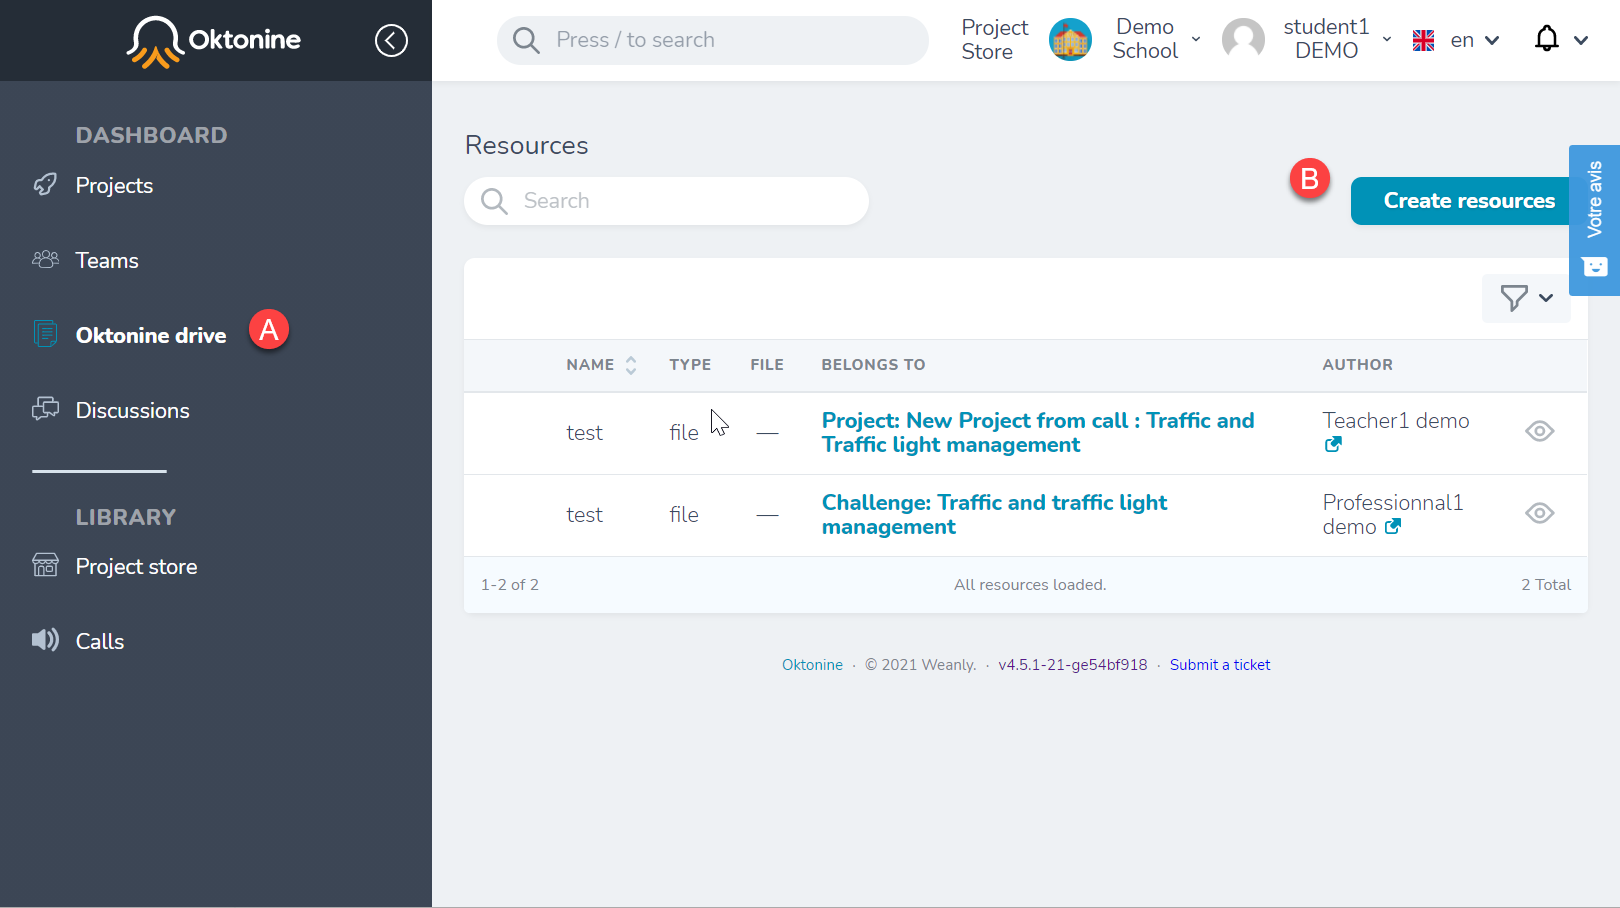 Oktonine
Press / to search
Project
Store
Demo
School
student1
DEMO
en
DASHBOARD
Projects
Teams
Oktonine drive
A
Discussions
LIBRARY
Project store
Calls
Resources
Search
B
Create resources
Votre avis
NAME TYPE FILE BELONGS TO AUTHOR
test file — Project: New Project from call : Traffic and Teacher1 demo
Traffic light management
test file — Challenge: Traffic and traffic light Professionnal1
management demo
1-2 of 2 All resources loaded. 2 Total
Oktonine · © 2021 Weanly. · v4.5.1-21-ge54bf918 · Submit a ticket